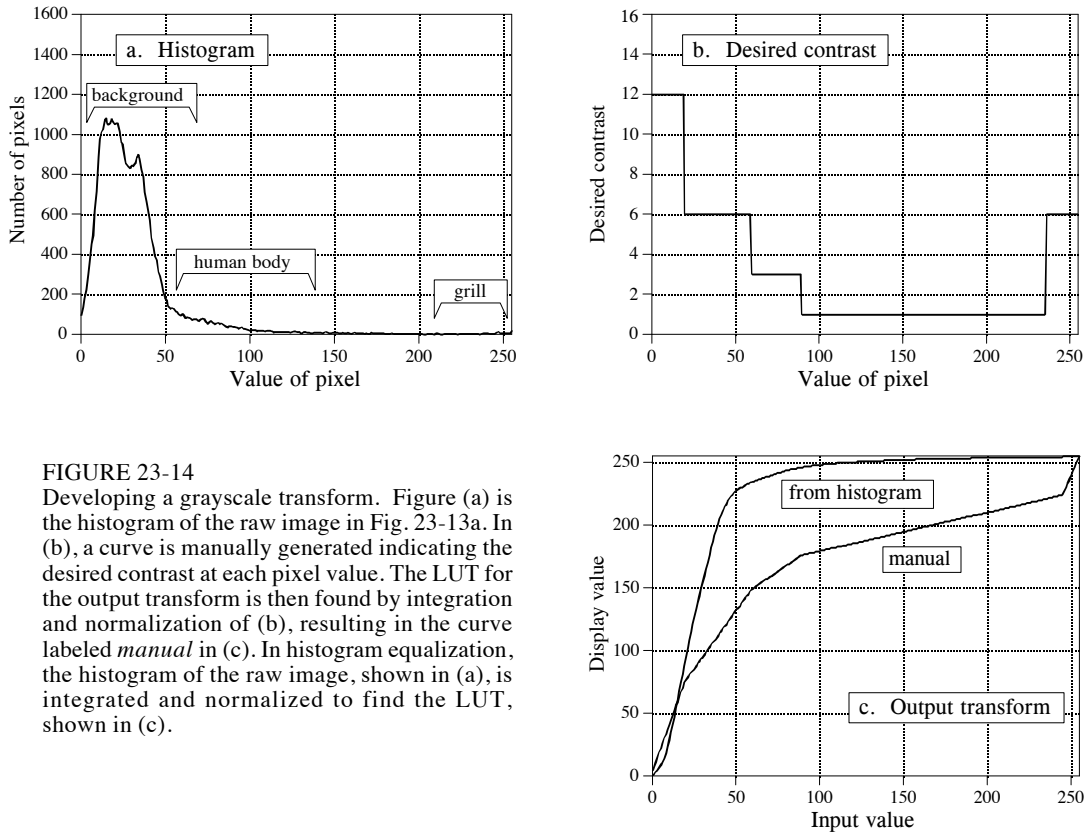 1600
1400
1200
1000
800
600
400
200
0
Number of pixels
a. Histogram
background
human body
grill
0 50 100 150 200 250
Value of pixel
16
14
12
10
8
6
4
2
0
Desired contrast
b. Desired contrast
0 50 100 150 200 250
Value of pixel
FIGURE 23-14
Developing a grayscale transform. Figure (a) is
the histogram of the raw image in Fig. 23-13a. In
(b), a curve is manually generated indicating the
desired contrast at each pixel value. The LUT for
the output transform is then found by integration
and normalization of (b), resulting in the curve
labeled manual in (c). In histogram equalization,
the histogram of the raw image, shown in (a), is
integrated and normalized to find the LUT,
shown in (c).
250
200
150
100
50
0
Display value
from histogram
manual
c. Output transform
0 50 100 150 200 250
Input value